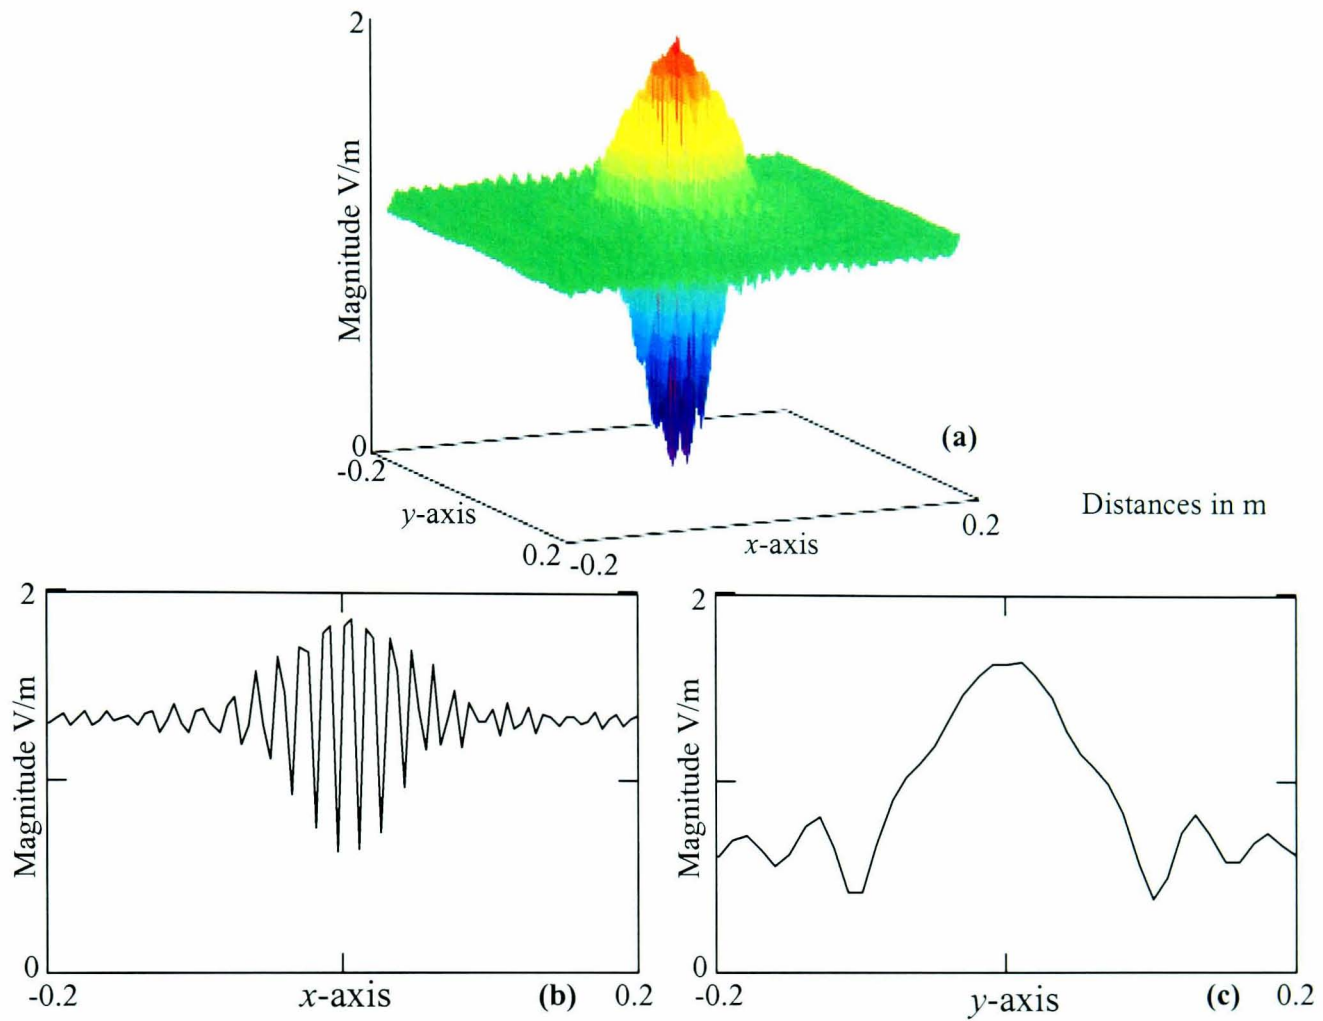 2
Magnitude V/m
0
-0.2
y-axis
0.2
-0.2
x-axis
0.2
(a)
Distances in m
2
Magnitude V/m
0
-0.2
x-axis
(b)
0.2
2
Magnitude V/m
0
-0.2
y-axis
(c)
0.2